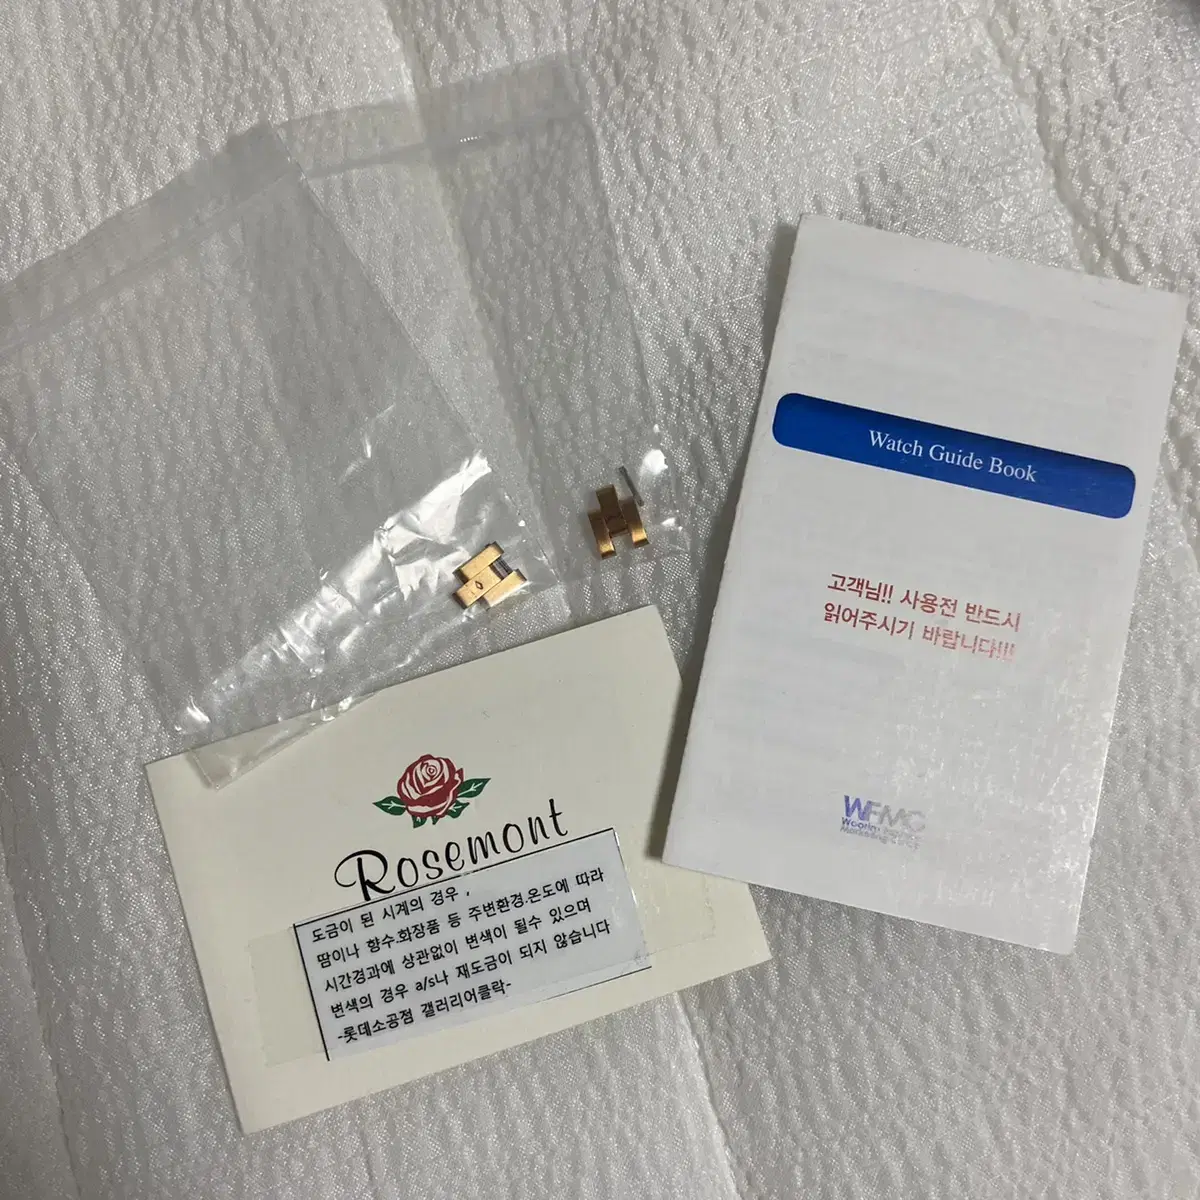 Watch Guide Book
고객님!! 사용전 반드시
읽어주시기 바랍니다!!!
WFMC
Rosemont
도금이 된 시계의 경우 ,
땀이나 향수.화장품 등 주변환경.온도에 따라
시간경과에 상관없이 변색이 될수 있으며
변색의 경우 a/s나 재도금이 되지 않습니다
-롯데소공점 갤러리어클락-